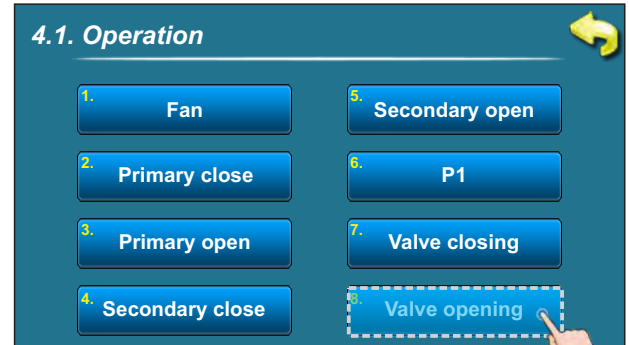 4.1. Operation
1. Fan
2. Primary close
3. Primary open
4. Secondary close
5. Secondary open
6. P1
7. Valve closing
8. Valve opening